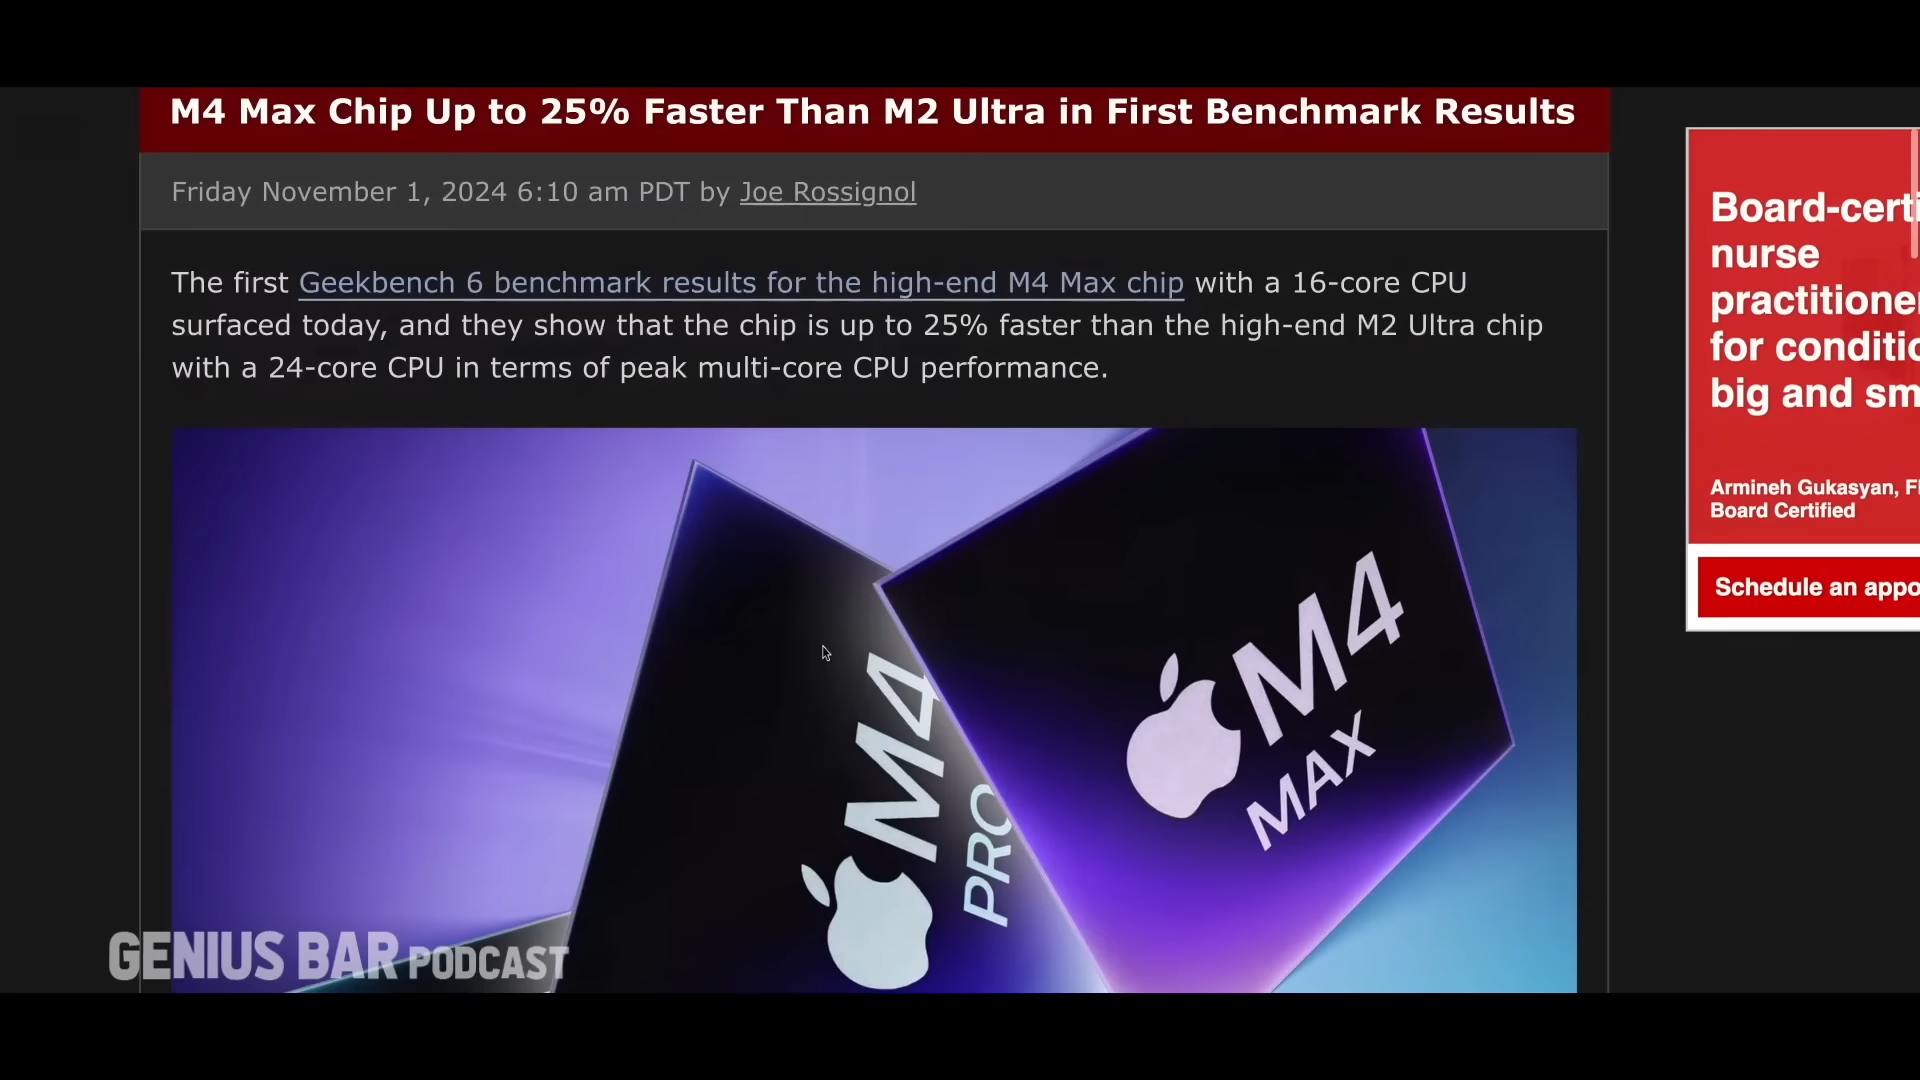 M4 Max Chip Up to 25% Faster Than M2 Ultra in First Benchmark Results
Friday November 1, 2024 6:10 am PDT by Joe Rossignol
The first Geekbench 6 benchmark results for the high-end M4 Max chip with a 16-core CPU
surfaced today, and they show that the chip is up to 25% faster than the high-end M2 Ultra chip
with a 24-core CPU in terms of peak multi-core CPU performance.
M4
PRO
M4
MAX
GENIUS BAR PODCAST
Board-certi
nurse
practitioner
for conditio
big and sm
Armineh Gukasyan, F
Board Certified
Schedule an appo